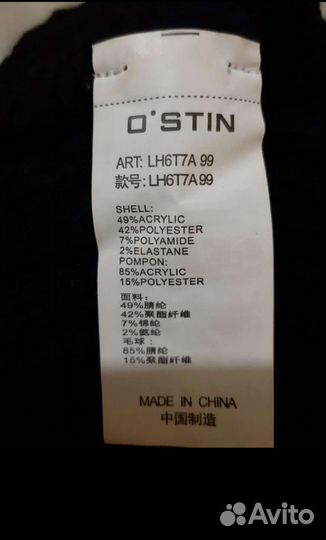 O'STIN
ART: LH6T7A 99
款号: LH6T7A 99
SHELL:
49%ACRYLIC
42%POLYESTER
7%POLYAMIDE
2%ELASTANE
POMPON:
85%ACRYLIC
15%POLYESTER
面料:
49%腈纶
42%聚酯纤维
7%锦纶
2%氨纶
毛球:
85%腈纶
15%聚酯纤维
MADE IN CHINA
中国制造
Avito